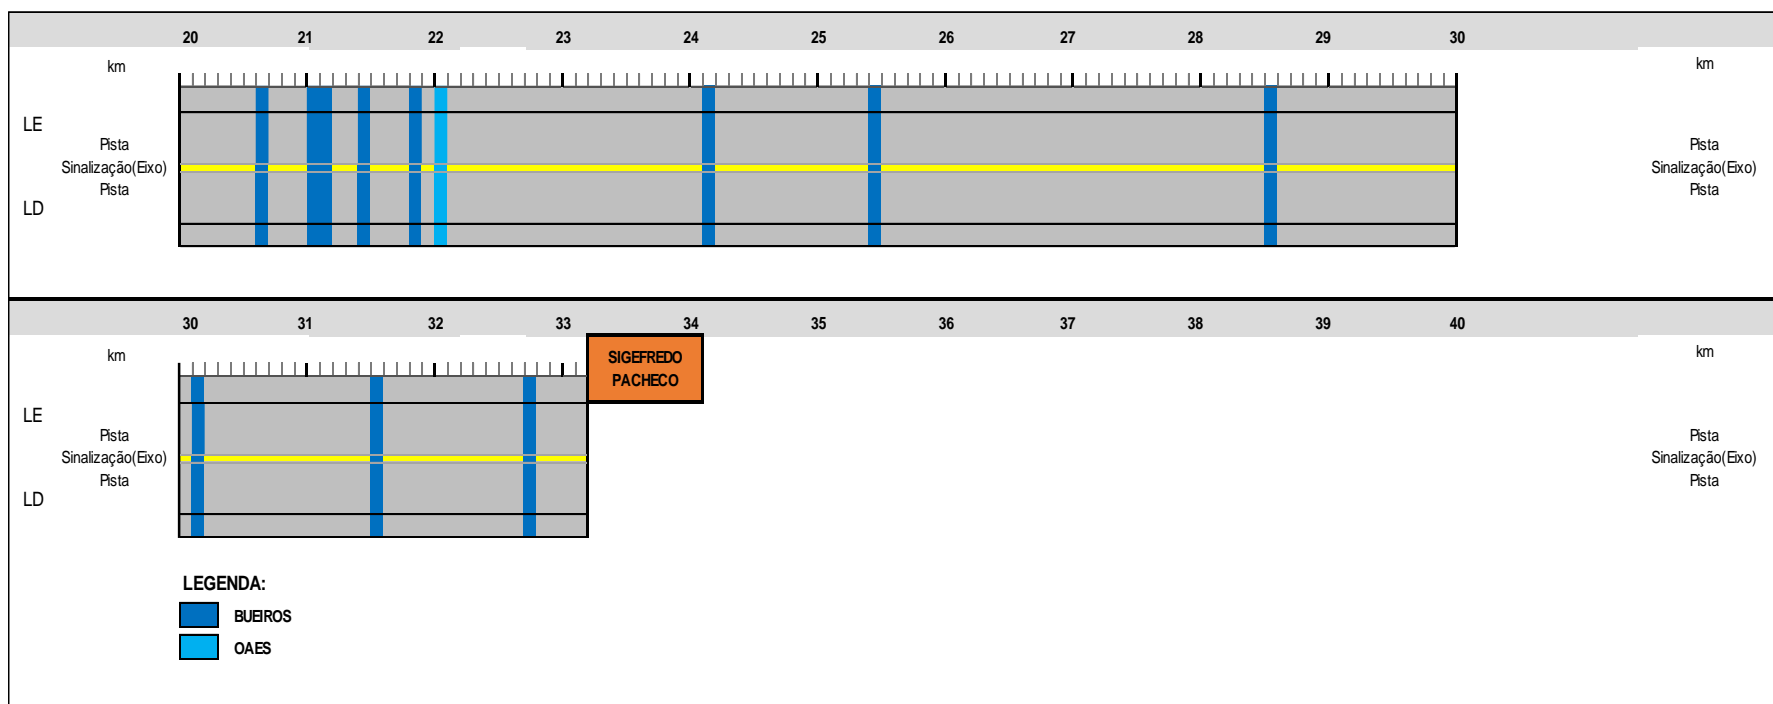 20 21 22 23 24 25 26 27 28 29 30
km km
LE
Pista Pista
Sinalização(Eixo) Sinalização(Eixo)
Pista Pista
LD
30 31 32 33 34 35 36 37 38 39 40
km SIGEFREDO km
PACHECO
LE
Pista Pista
Sinalização(Eixo) Sinalização(Eixo)
Pista Pista
LD
LEGENDA:
BUEIROS
OAES